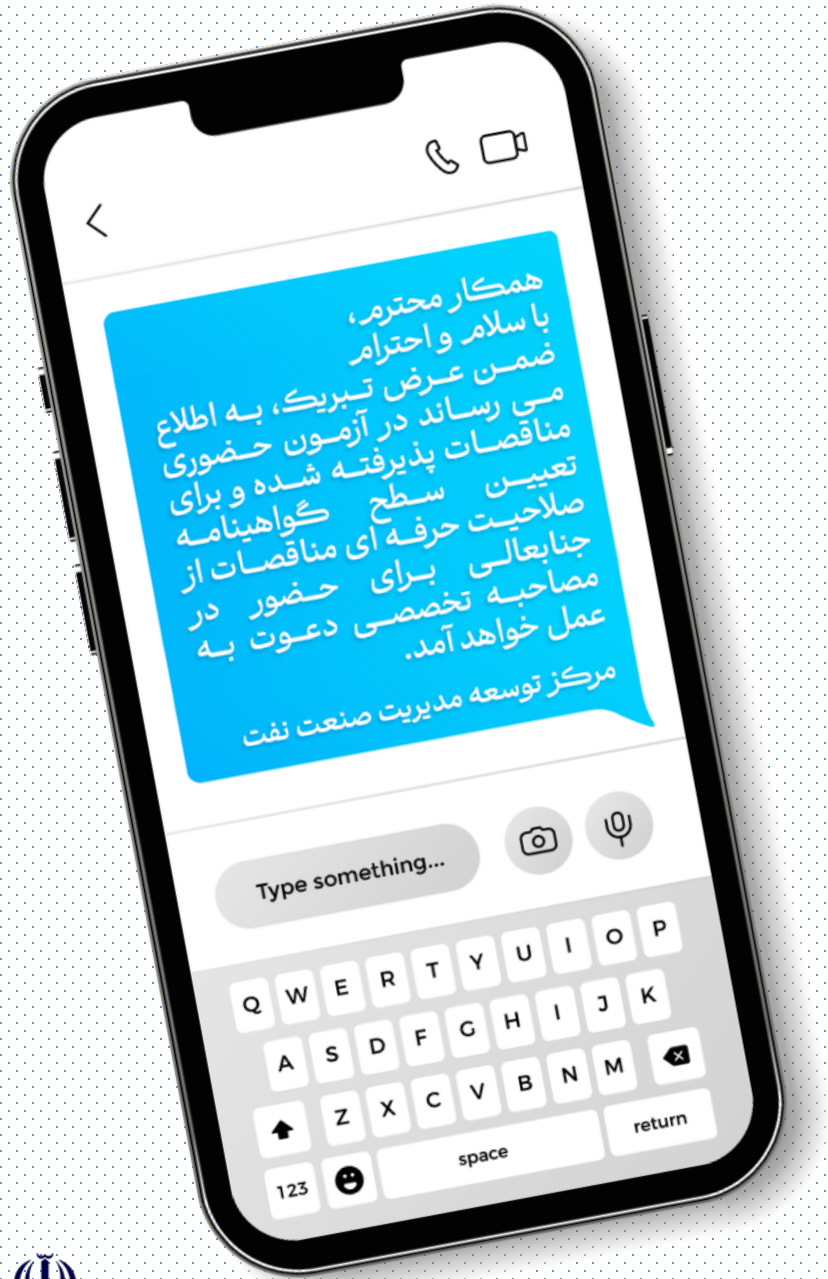 همکار محترم،
با سلام و احترام
ضمن عرض تبریک، به اطلاع
می رساند در آزمون حضوری
مناقصات پذیرفته شده و برای
تعیین سطح گواهینامه
صلاحیت حرفه ای مناقصات از
جنابعالی برای حضور در
مصاحبه تخصصی دعوت به
عمل خواهد آمد.
مرکز توسعه مدیریت صنعت نفت
Type something...
Q W E R T Y U I O P
A S D F G H I J K
Z X C V B N M
123 space return